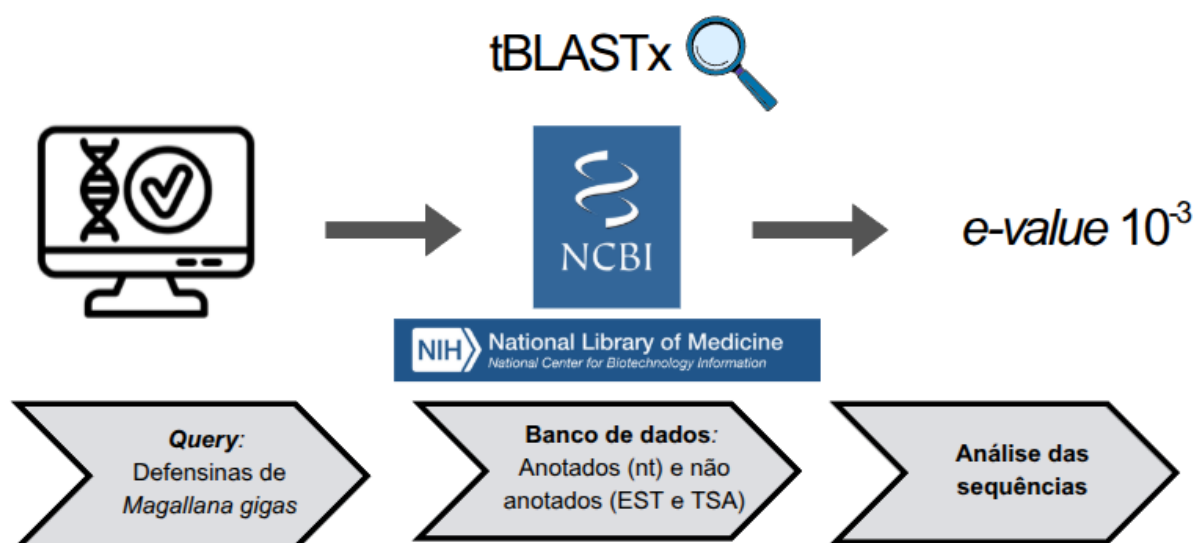 tBLASTx
NCBI
e-value 10-3
NIH National Library of Medicine
National Center for Biotechnology Information
Query:
Defensinas de
Magallana gigas
Banco de dados:
Anotados (nt) e não
anotados (EST e TSA)
Análise das
sequências